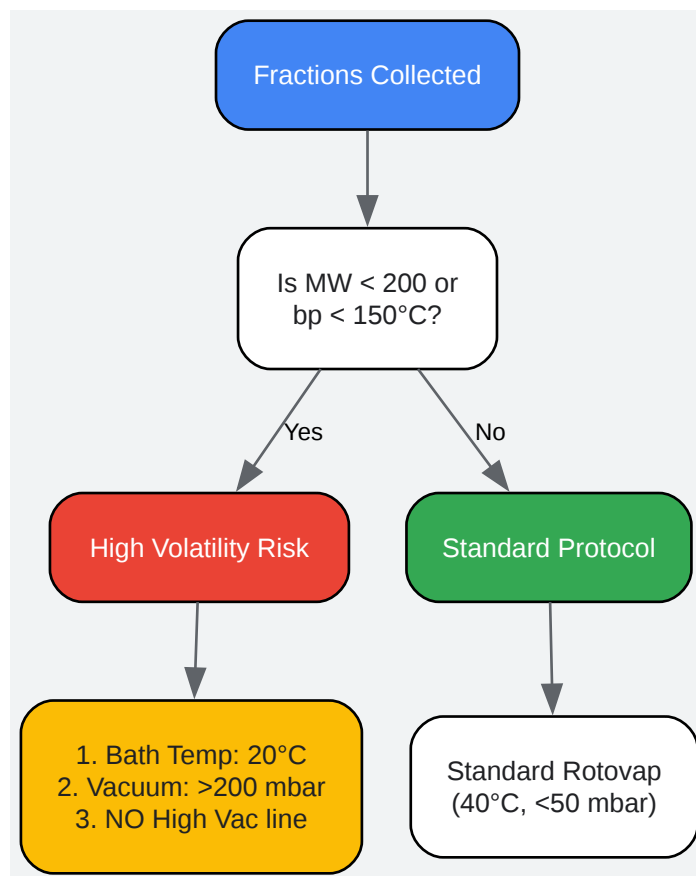 Fractions Collected
Is MW < 200 or
bp < 150°C?
Yes
No
High Volatility Risk
Standard Protocol
1. Bath Temp: 20°C
2. Vacuum: >200 mbar
3. NO High Vac line
Standard Rotovap
(40°C, <50 mbar)